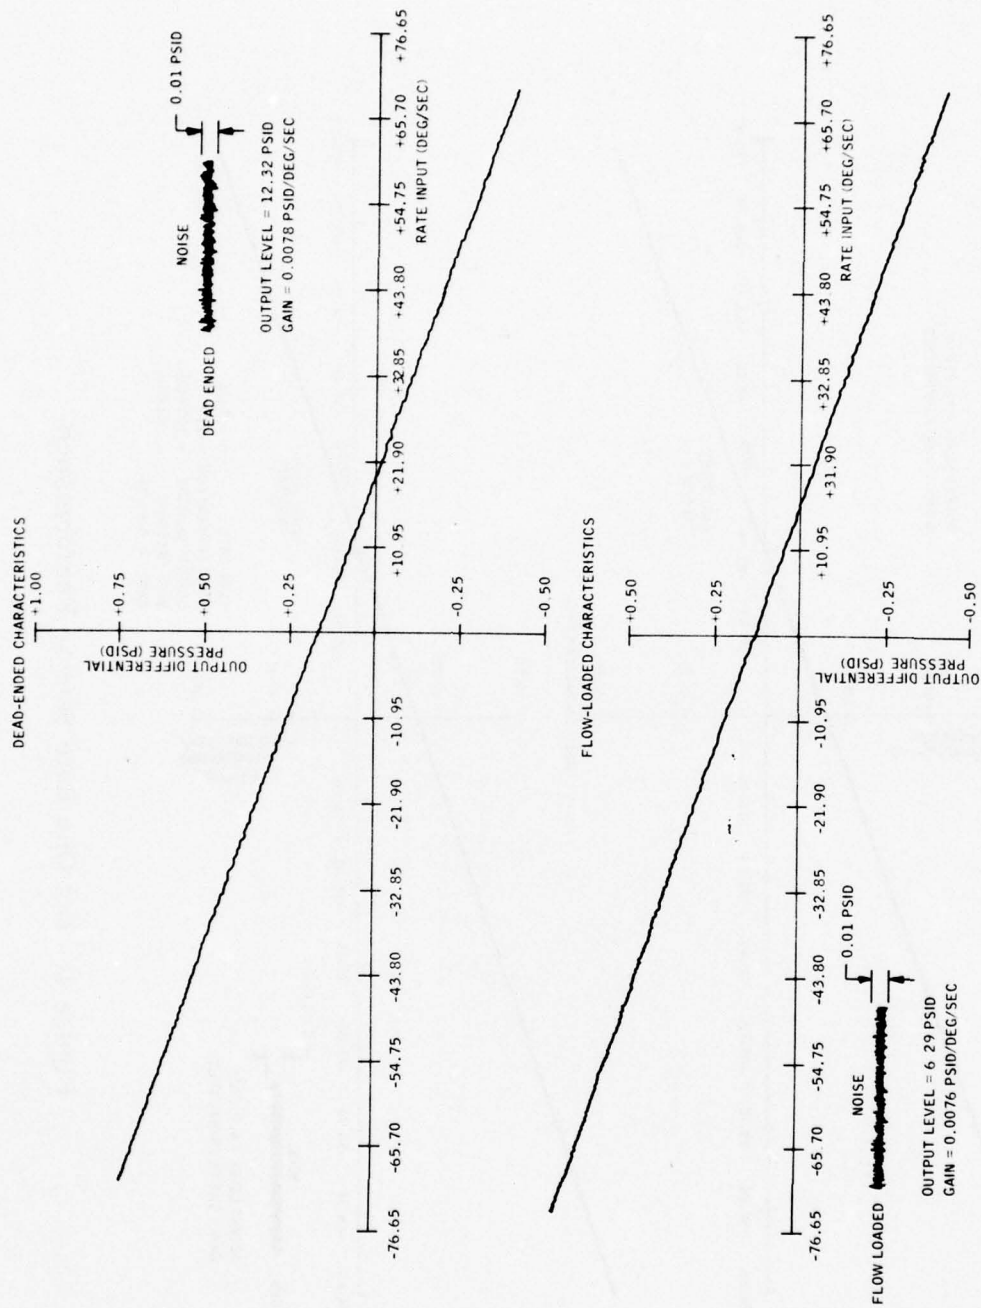 DEAD-ENDED CHARACTERISTICS
+1.00
+0.75
+0.50
+0.25
-0.25
-0.50
OUTPUT DIFFERENTIAL
PRESSURE (PSID)
-76.65
-65.70
-54.75
-43.80
-32.85
-21.90
-10.95
+10.95
+21.90
+32.85
+43.80
+54.75
+65.70
+76.65
RATE INPUT (DEG/SEC)
NOISE
0.01 PSID
DEAD ENDED
OUTPUT LEVEL = 12.32 PSID
GAIN = 0.0078 PSID/DEG/SEC
FLOW-LOADED CHARACTERISTICS
+0.50
+0.25
-0.25
-0.50
OUTPUT DIFFERENTIAL
PRESSURE (PSID)
-76.65
-65.70
-54.75
-43.80
-32.85
-21.90
-10.95
+10.95
+31.90
+32.85
+43.80
+54.75
+65.70
+76.65
RATE INPUT (DEG/SEC)
0.01 PSID
NOISE
FLOW LOADED
OUTPUT LEVEL = 6 29 PSID
GAIN = 0.0076 PSID/DEG/SEC